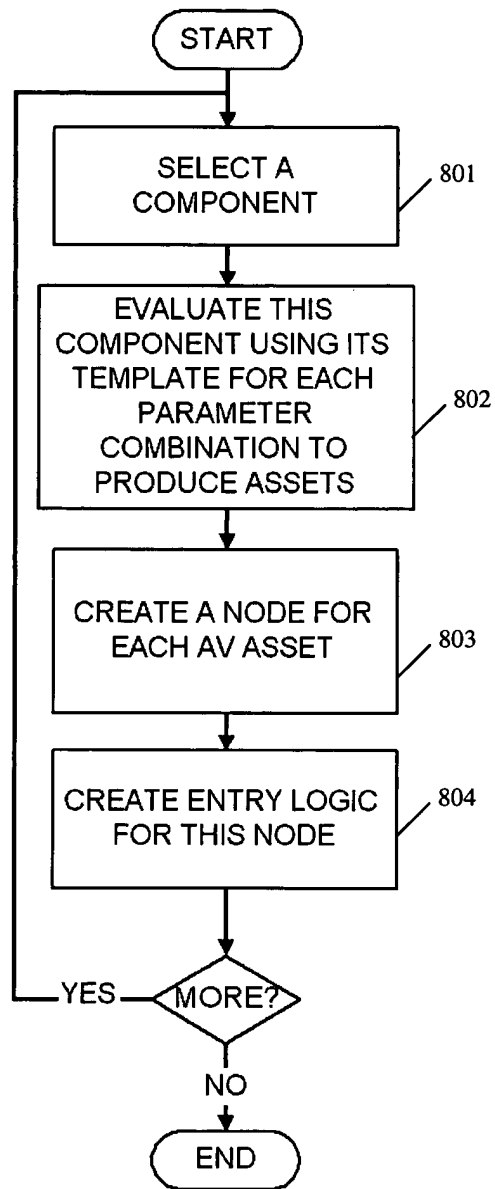 START
SELECT A
COMPONENT
801
EVALUATE THIS
COMPONENT USING ITS
TEMPLATE FOR EACH
PARAMETER
COMBINATION TO
PRODUCE ASSETS
802
CREATE A NODE FOR
EACH AV ASSET
803
CREATE ENTRY LOGIC
FOR THIS NODE
804
YES
MORE?
NO
END